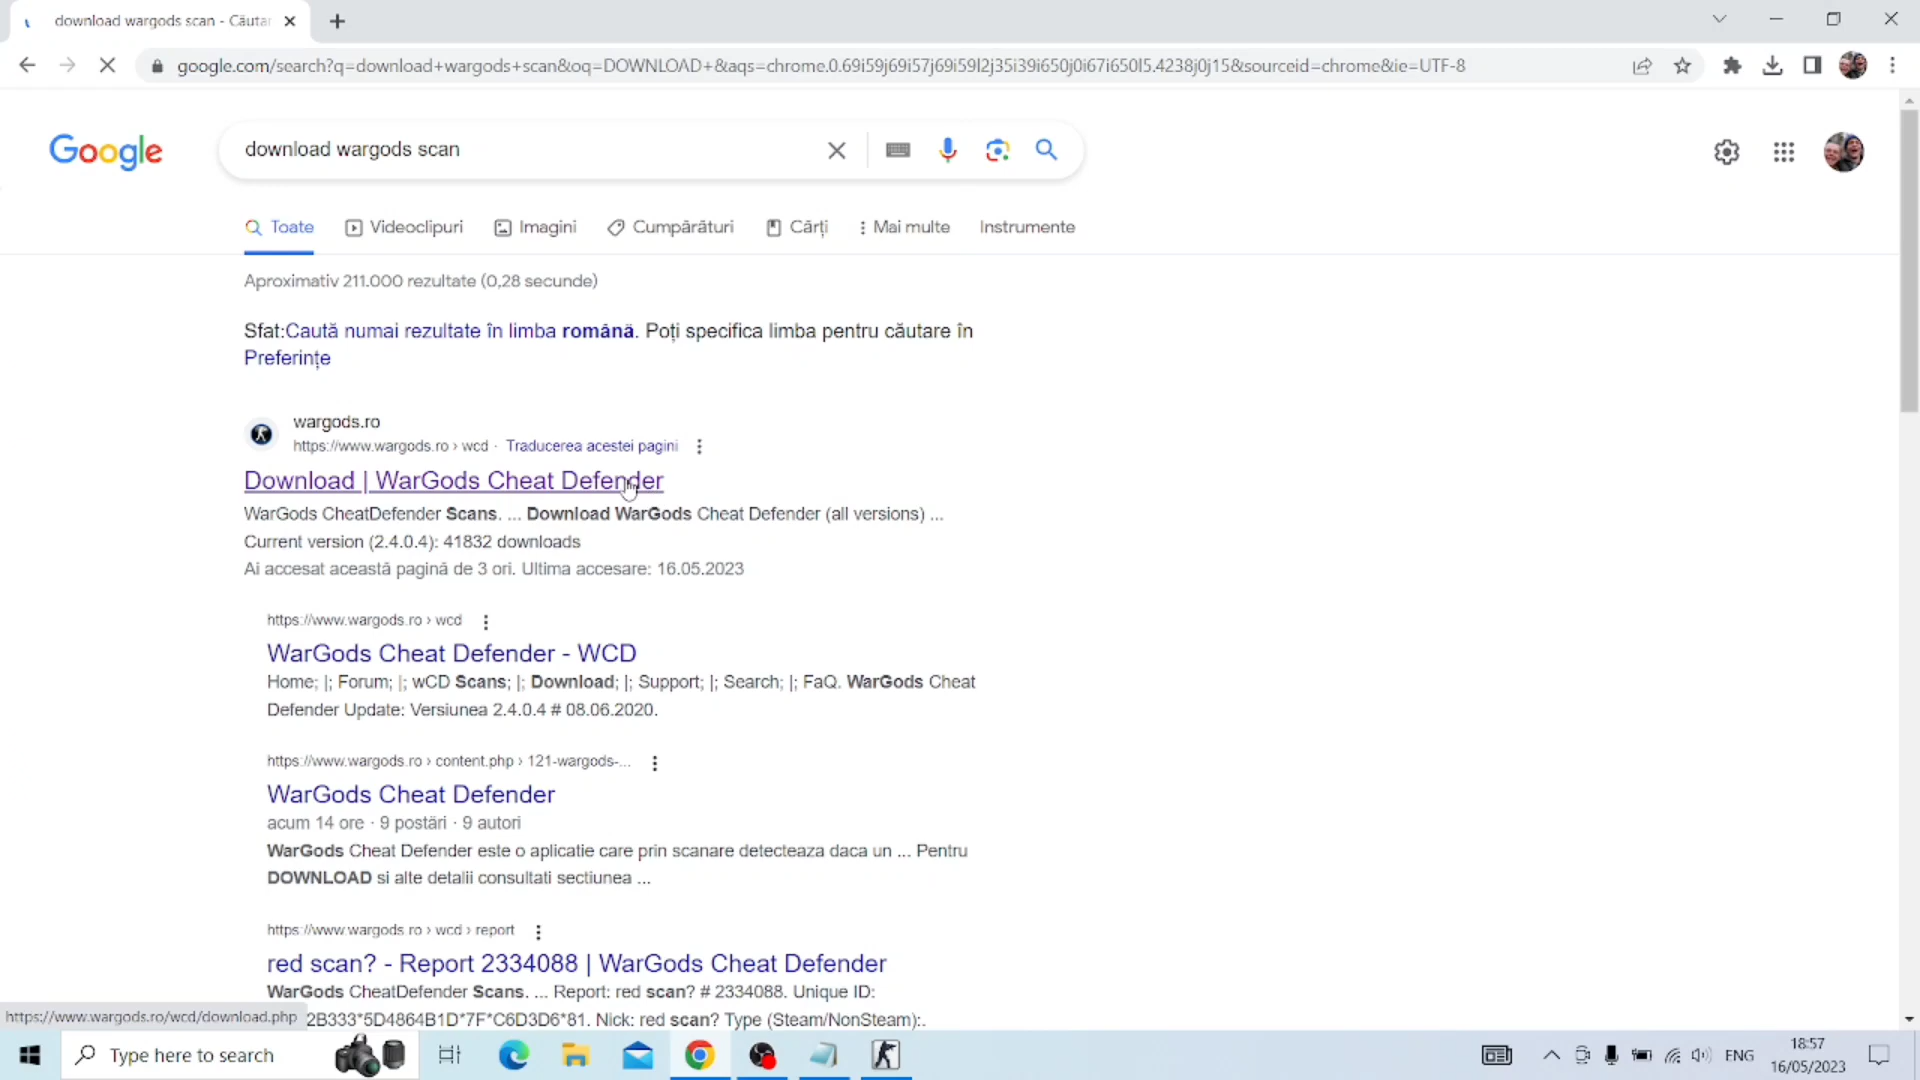 download wargods scan - Căutar
google.com/search?q=download+wargods+scan&oq=DOWNLOAD+&aqs=chrome.0.69i59j69i57j69i59l2j35i39i650j0i67i650l5.4238j0j15&sourceid=chrome&ie=UTF-8
Google
download wargods scan
Toate Videoclipuri Imagini Cumpărături Cărți Mai multe Instrumente
Aproximativ 211.000 rezultate (0,28 secunde)
Sfat:Caută numai rezultate în limba română. Poți specifica limba pentru căutare în
Preferințe
wargods.ro
https://www.wargods.ro › wcd · Traducerea acestei pagini
Download | WarGods Cheat Defender
WarGods CheatDefender Scans. ... Download WarGods Cheat Defender (all versions) ...
Current version (2.4.0.4): 41832 downloads
Ai accesat această pagină de 3 ori. Ultima accesare: 16.05.2023
https://www.wargods.ro › wcd
WarGods Cheat Defender - WCD
Home; |; Forum; |; wCD Scans; |; Download; |; Support; |; Search; |; FaQ. WarGods Cheat
Defender Update: Versiunea 2.4.0.4 # 08.06.2020.
https://www.wargods.ro › content.php › 121-wargods-...
WarGods Cheat Defender
acum 14 ore · 9 postări · 9 autori
WarGods Cheat Defender este o aplicatie care prin scanare detecteaza daca un ... Pentru
DOWNLOAD si alte detalii consultati sectiunea ...
https://www.wargods.ro › wcd › report
red scan? - Report 2334088 | WarGods Cheat Defender
WarGods CheatDefender Scans. ... Report: red scan? # 2334088. Unique ID:
2B333*5D4864B1D*7F*C6D3D6*81. Nick: red scan? Type (Steam/NonSteam):.
https://www.wargods.ro/wcd/download.php
Type here to search
ENG
18:57
16/05/2023